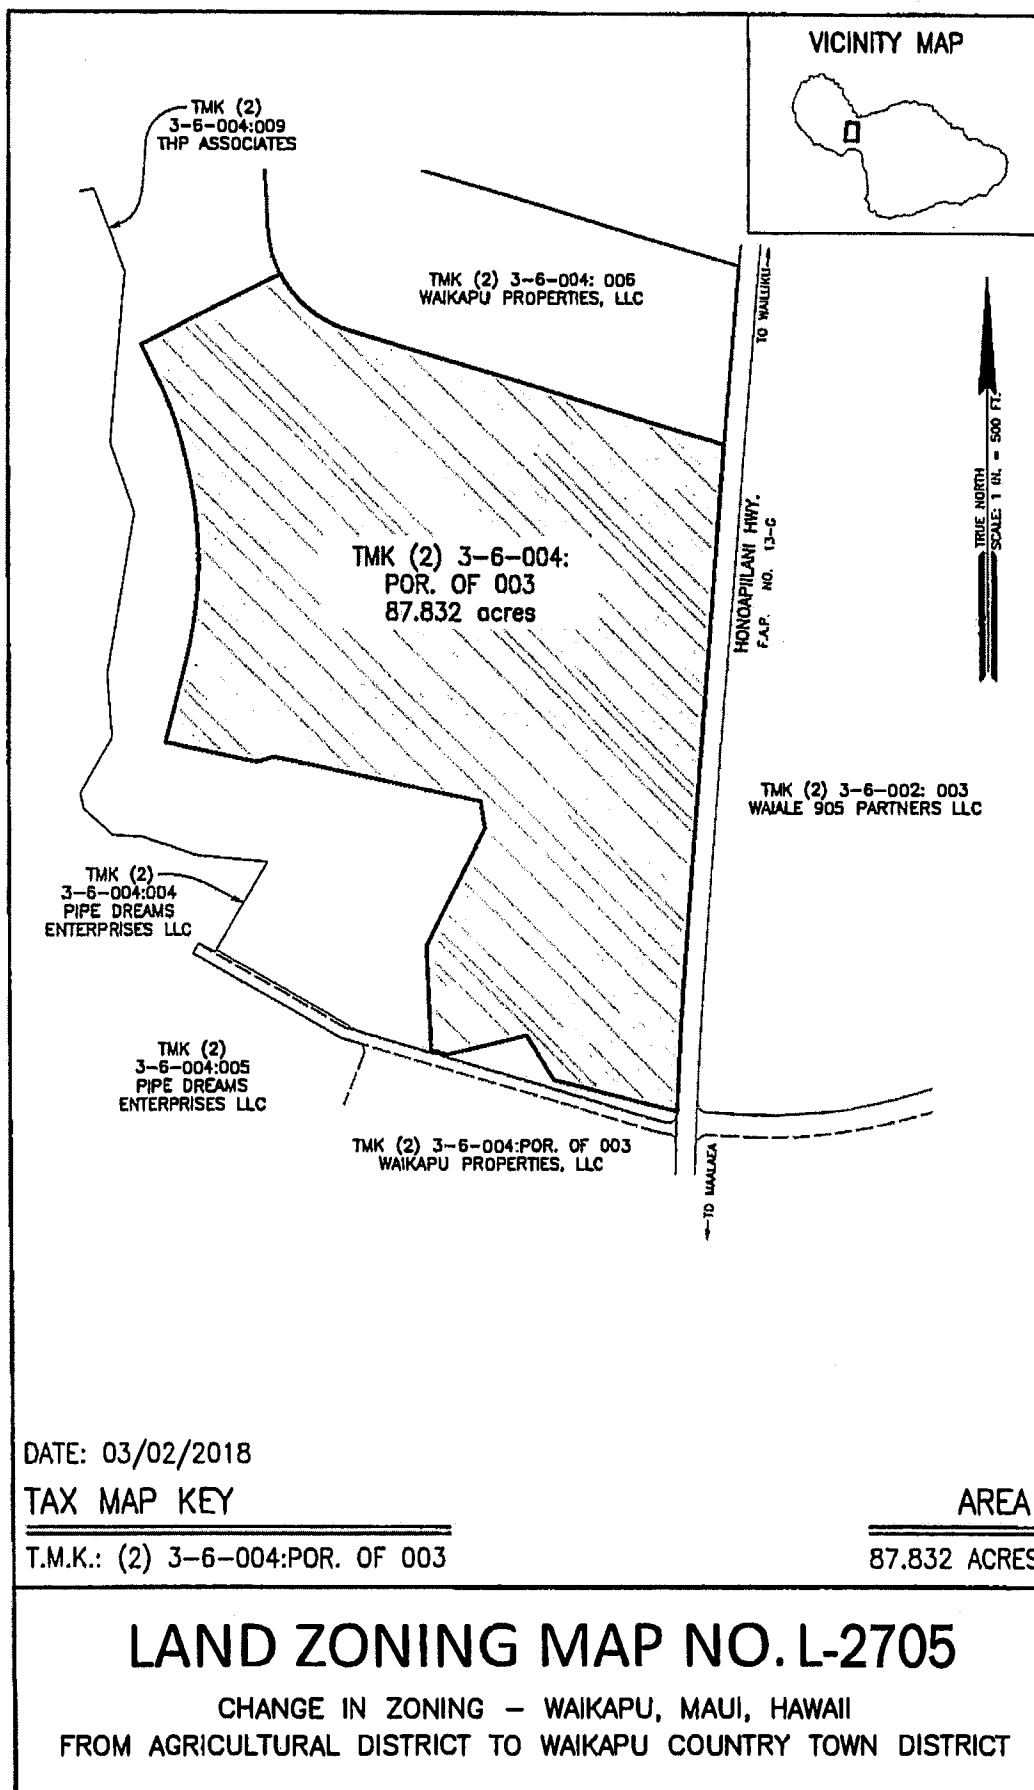 VICINITY MAP
TMK (2)
3-6-004:009
THP ASSOCIATES
TMK (2) 3-6-004: 006
WAIKAPU PROPERTIES, LLC
TO WAILUKU
TRUE NORTH
SCALE: 1 IN. = 500 FT.
HONOAPIILANI HWY.
F.A.P. NO. 13-G
TMK (2) 3-6-004:
POR. OF 003
87.832 acres
TMK (2) 3-6-002: 003
WAIALE 905 PARTNERS LLC
TMK (2)
3-6-004:004
PIPE DREAMS
ENTERPRISES LLC
TMK (2)
3-6-004:005
PIPE DREAMS
ENTERPRISES LLC
TMK (2) 3-6-004:POR. OF 003
WAIKAPU PROPERTIES, LLC
TO MAALAEA
DATE: 03/02/2018
TAX MAP KEY
AREA
T.M.K.: (2) 3-6-004:POR. OF 003
87.832 ACRES
LAND ZONING MAP NO. L-2705
CHANGE IN ZONING - WAIKAPU, MAUI, HAWAII
FROM AGRICULTURAL DISTRICT TO WAIKAPU COUNTRY TOWN DISTRICT